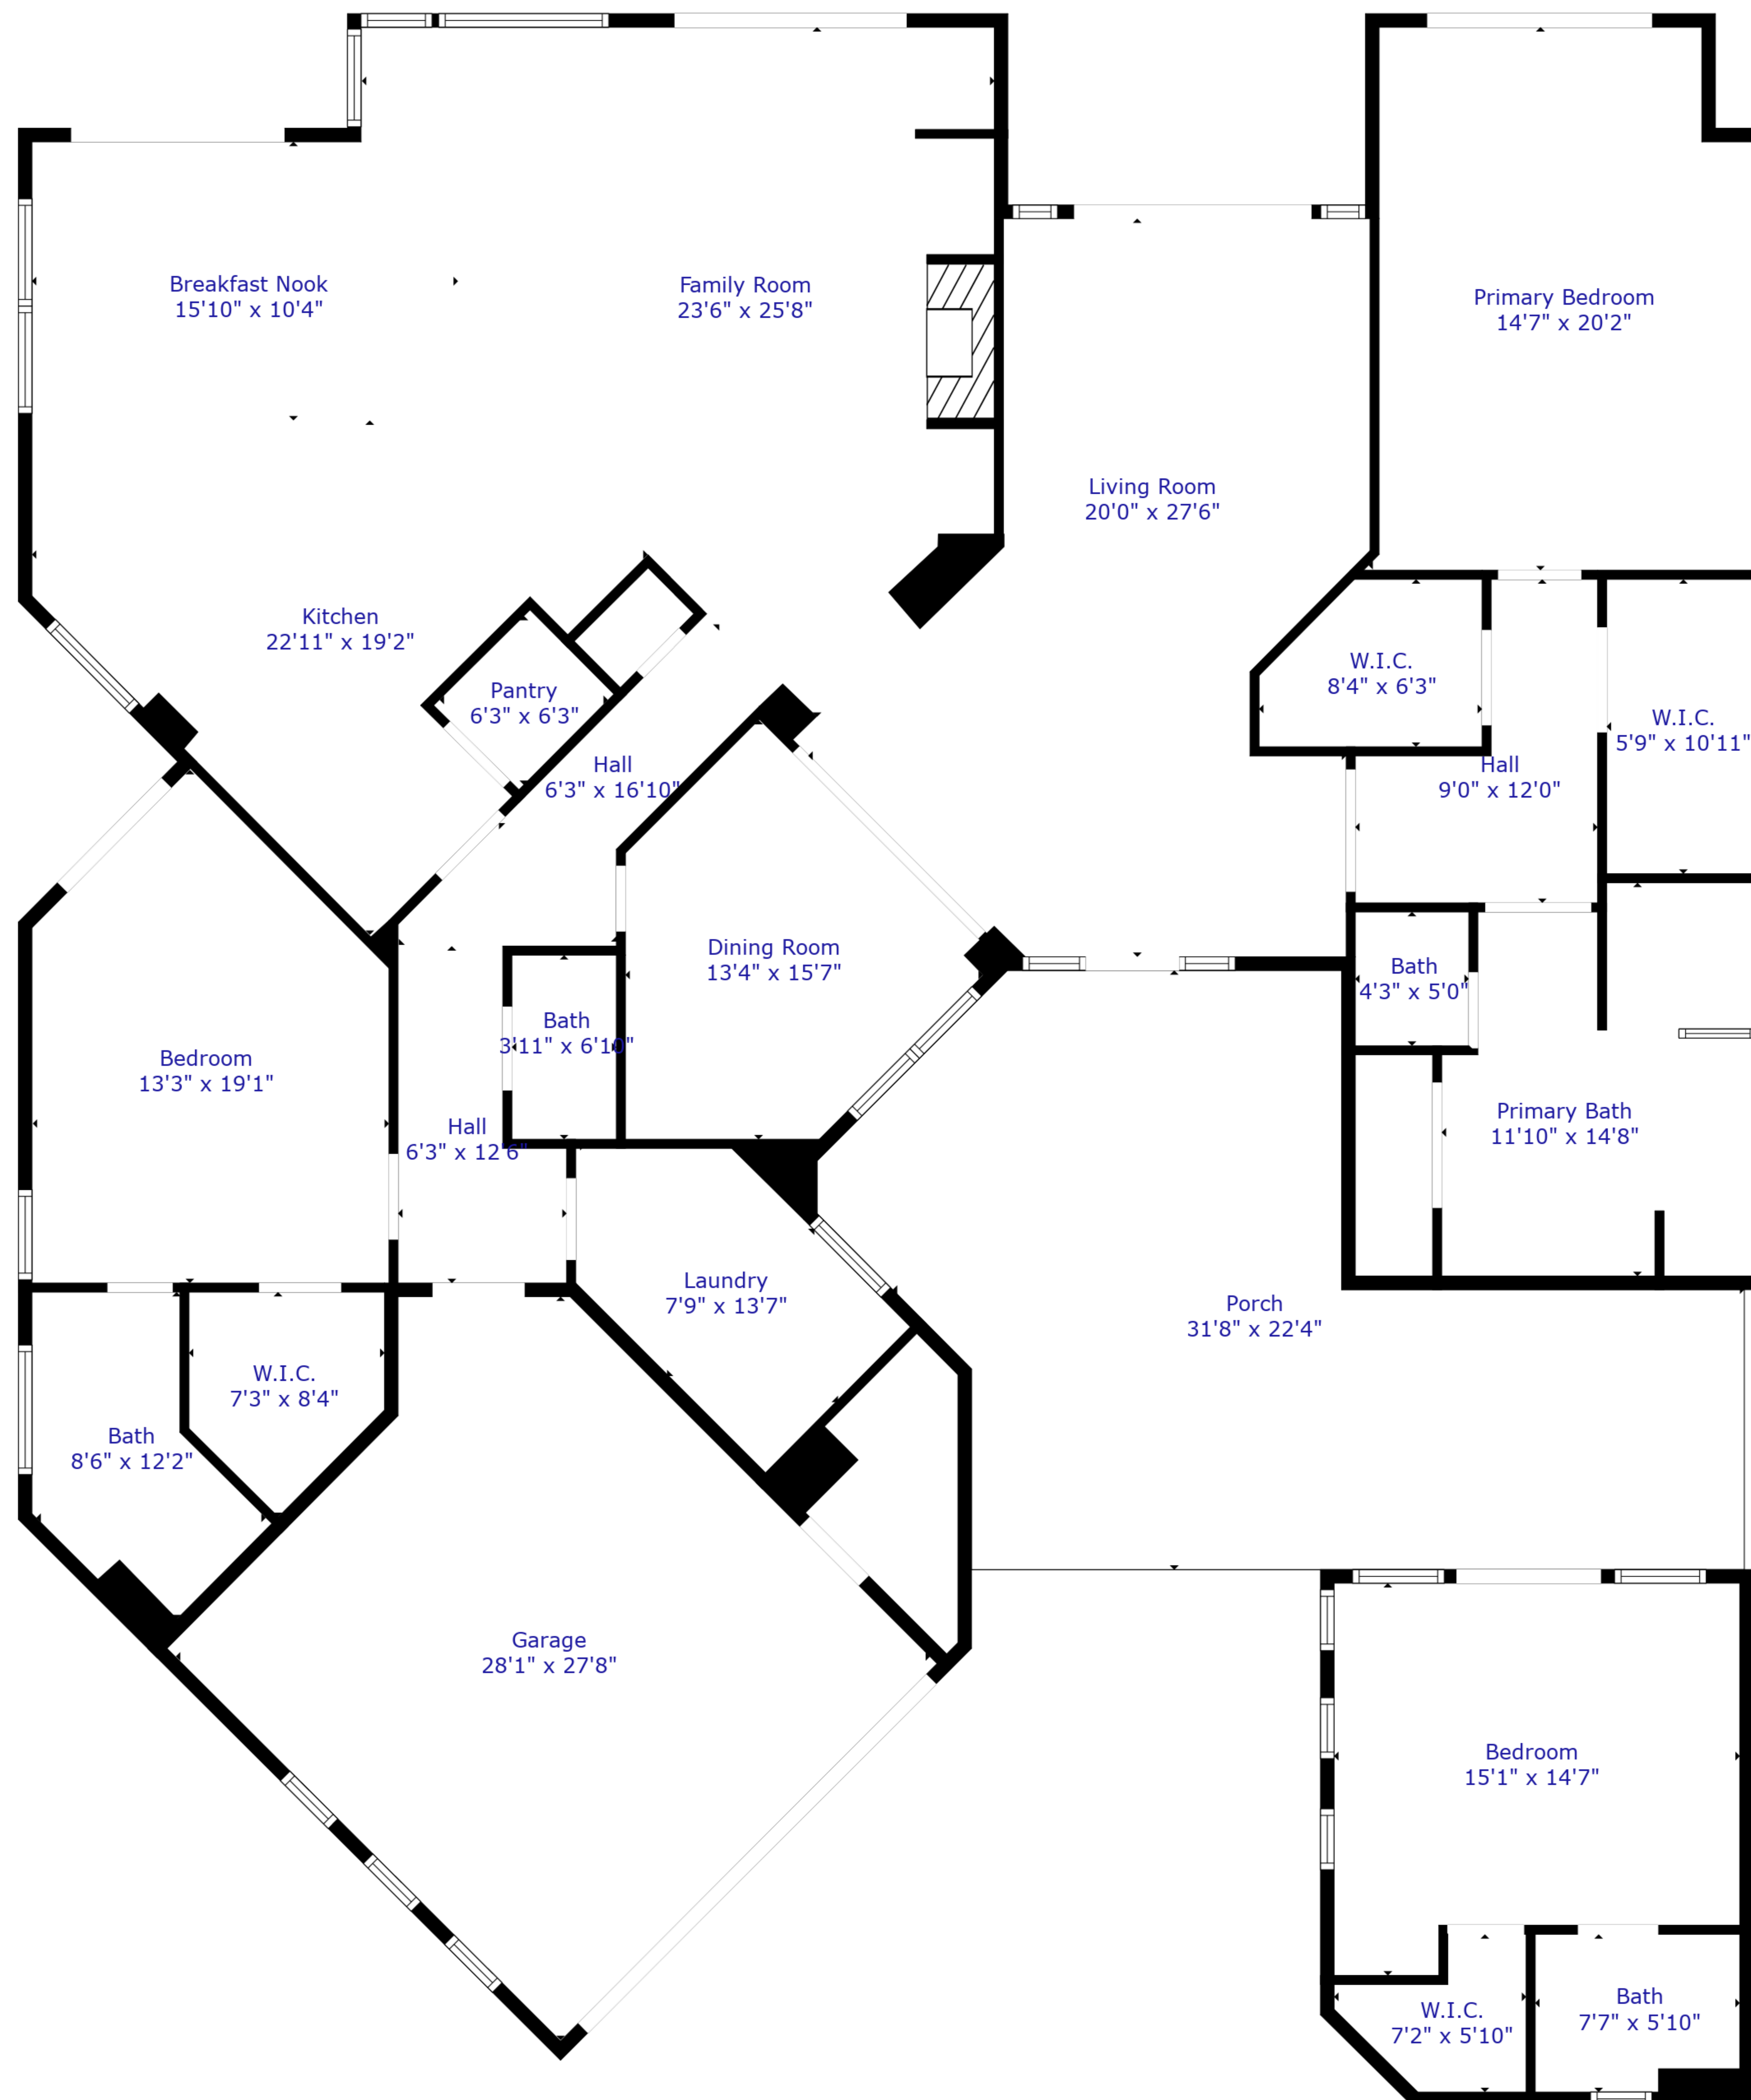 Breakfast Nook
15'10" x 10'4"
Family Room
23'6" x 25'8"
Primary Bedroom
14'7" x 20'2"
Living Room
20'0" x 27'6"
Kitchen
22'11" x 19'2"
Pantry
6'3" x 6'3"
W.I.C.
8'4" x 6'3"
W.I.C.
5'9" x 10'11"
Hall
6'3" x 16'10"
Hall
9'0" x 12'0"
Dining Room
13'4" x 15'7"
Bath
4'3" x 5'0"
Bath
3'11" x 6'10"
Bedroom
13'3" x 19'1"
Hall
6'3" x 12'6"
Primary Bath
11'10" x 14'8"
Laundry
7'9" x 13'7"
Porch
31'8" x 22'4"
W.I.C.
7'3" x 8'4"
Bath
8'6" x 12'2"
Garage
28'1" x 27'8"
Bedroom
15'1" x 14'7"
W.I.C.
7'2" x 5'10"
Bath
7'7" x 5'10"